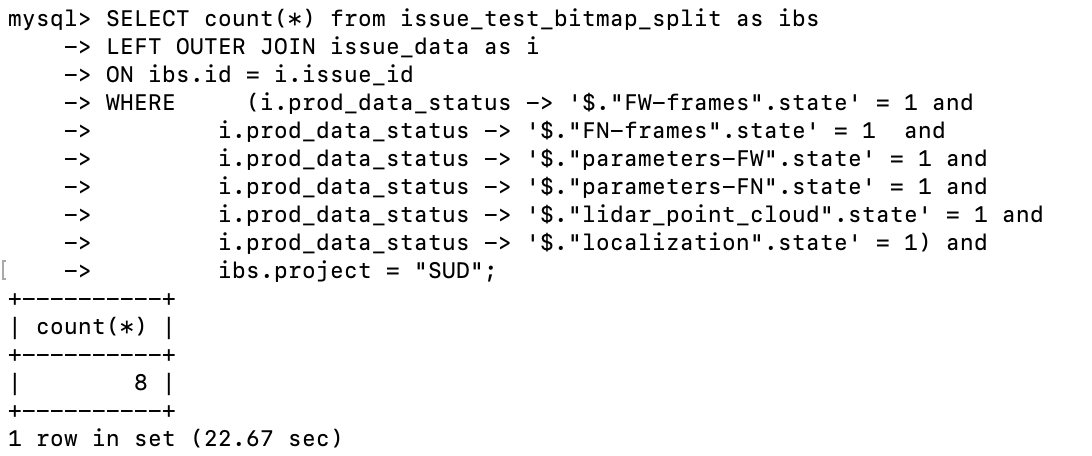 mysql> SELECT count(*) from issue_test_bitmap_split as ibs
    -> LEFT OUTER JOIN issue_data as i
    -> ON ibs.id = i.issue_id
    -> WHERE     (i.prod_data_status -> '$."FW-frames".state' = 1 and
    ->         i.prod_data_status -> '$."FN-frames".state' = 1  and
    ->         i.prod_data_status -> '$."parameters-FW".state' = 1 and
    ->         i.prod_data_status -> '$."parameters-FN".state' = 1 and
    ->         i.prod_data_status -> '$."lidar_point_cloud".state' = 1 and
    ->         i.prod_data_status -> '$."localization".state' = 1) and
[    ->         ibs.project = "SUD";
+----------+
| count(*) |
+----------+
|        8 |
+----------+
1 row in set (22.67 sec)